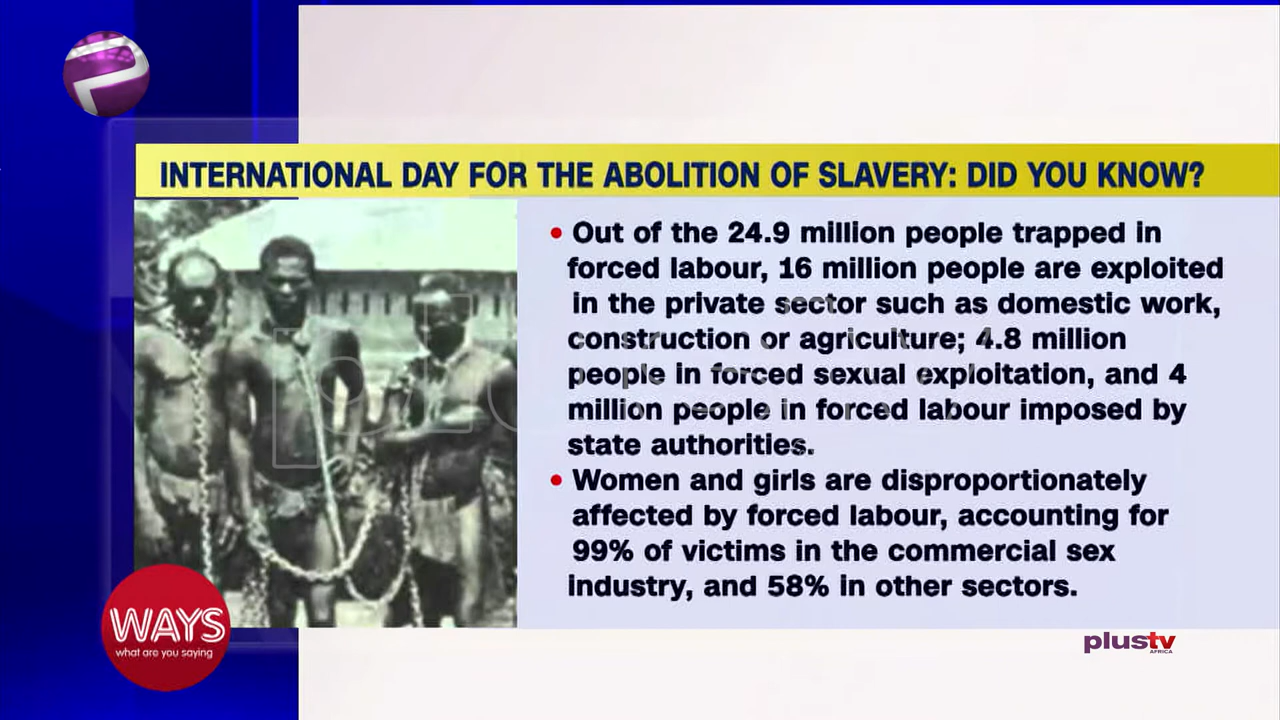 INTERNATIONAL DAY FOR THE ABOLITION OF SLAVERY: DID YOU KNOW?
• Out of the 24.9 million people trapped in
forced labour, 16 million people are exploited
in the private sector such as domestic work,
construction or agriculture; 4.8 million
people in forced sexual exploitation, and 4
million people in forced labour imposed by
state authorities.
• Women and girls are disproportionately
affected by forced labour, accounting for
99% of victims in the commercial sex
industry, and 58% in other sectors.
WAYS
what are you saying
plustv
AFRICA